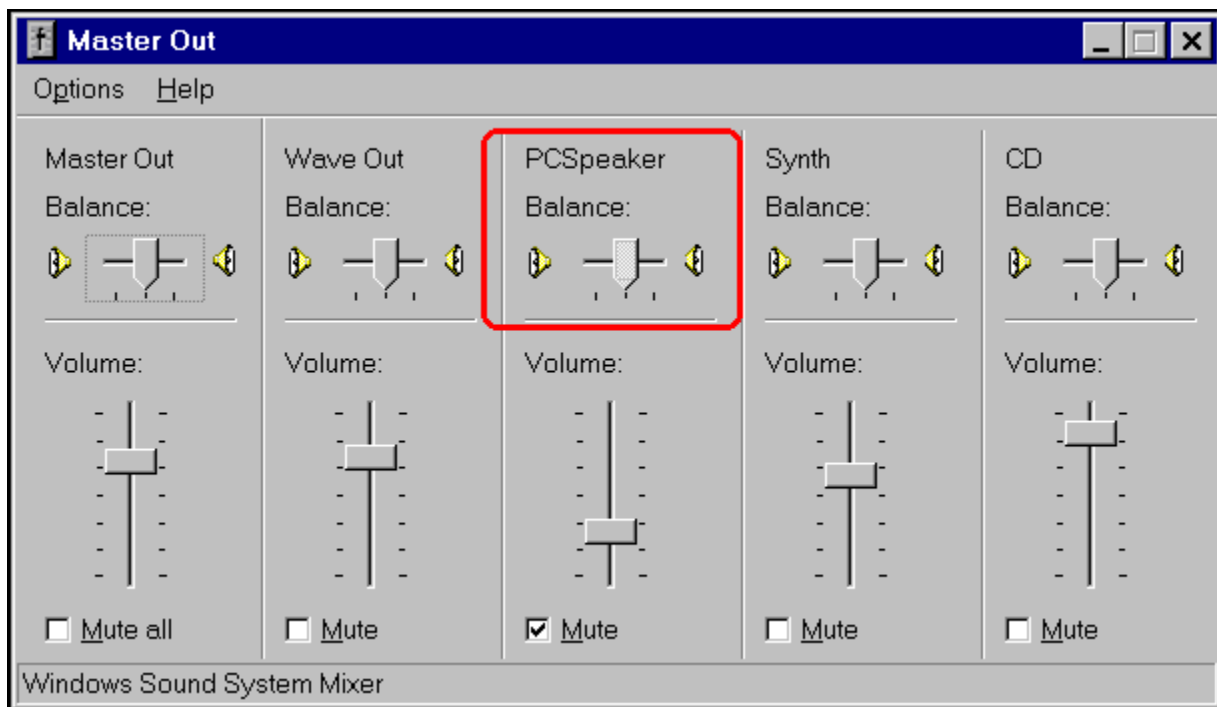 Master Out
Options Help
Master Out Wave Out PCSpeaker Synth CD
Balance: Balance: Balance: Balance: Balance:
Volume: Volume: Volume: Volume: Volume:
Mute all Mute Mute Mute Mute
Windows Sound System Mixer